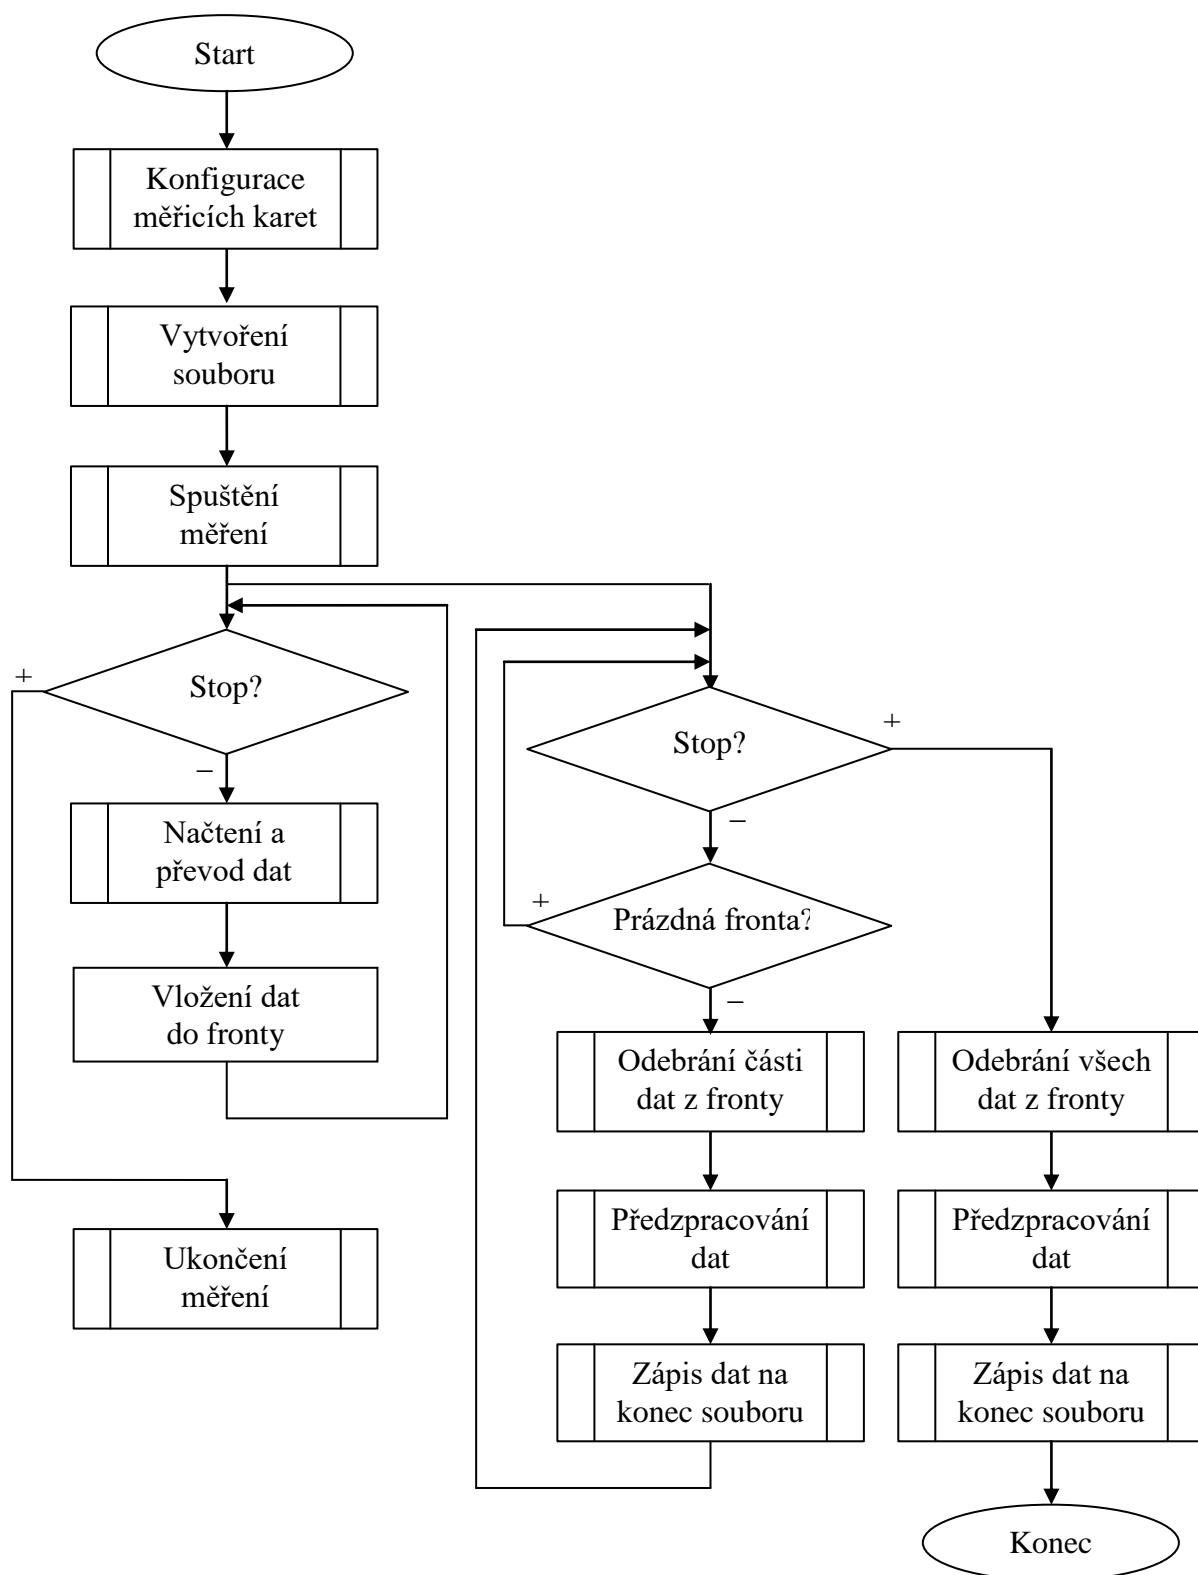 Start
Konfigurace
měřicích karet
Vytvoření
souboru
Spuštění
měření
+
Stop?
–
Načtení a
převod dat
Vložení dat
do fronty
Ukončení
měření
Stop?
+
–
+
Prázdná fronta?
–
Odebrání části
dat z fronty
Předzpracování
dat
Zápis dat na
konec souboru
Odebrání všech
dat z fronty
Předzpracování
dat
Zápis dat na
konec souboru
Konec